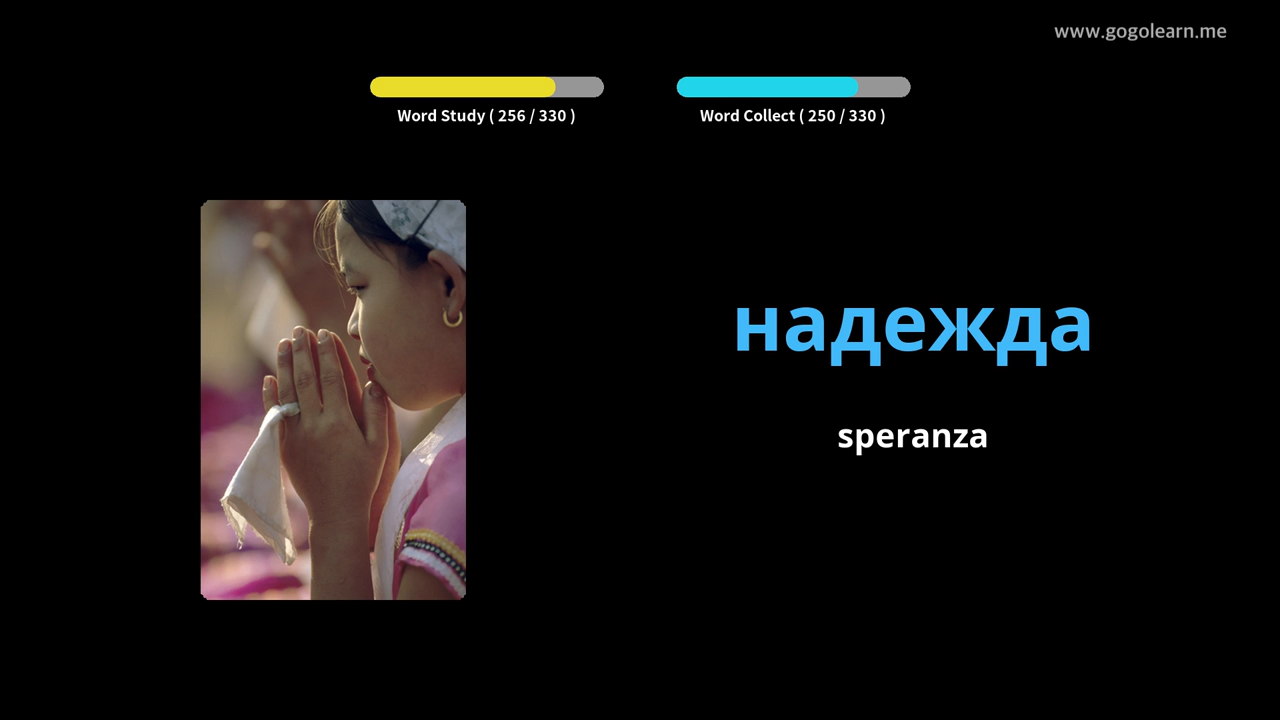 www.gogolearn.me
Word Study ( 256 / 330 )
Word Collect ( 250 / 330 )
надежда
speranza